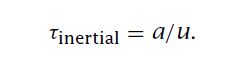 τinertial = a/u.